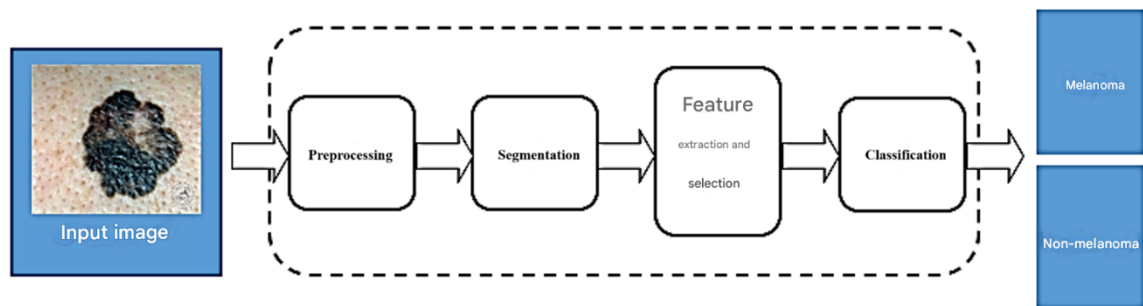 Input image
Preprocessing
Segmentation
Feature
extraction and
selection
Classification
Melanoma
Non-melanoma